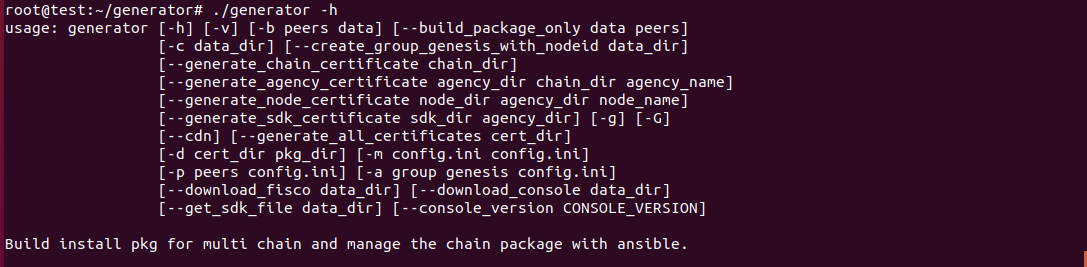 root@test:~/generator# ./generator -h
usage: generator [-h] [-v] [-b peers data] [--build_package_only data peers]
[-c data_dir] [--create_group_genesis_with_nodeid data_dir]
[--generate_chain_certificate chain_dir]
[--generate_agency_certificate agency_dir chain_dir agency_name]
[--generate_node_certificate node_dir agency_dir node_name]
[--generate_sdk_certificate sdk_dir agency_dir] [-g] [-G]
[--cdn] [--generate_all_certificates cert_dir]
[-d cert_dir pkg_dir] [-m config.ini config.ini]
[-p peers config.ini] [-a group genesis config.ini]
[--download_fisco data_dir] [--download_console data_dir]
[--get_sdk_file data_dir] [--console_version CONSOLE_VERSION]
Build install pkg for multi chain and manage the chain package with ansible.